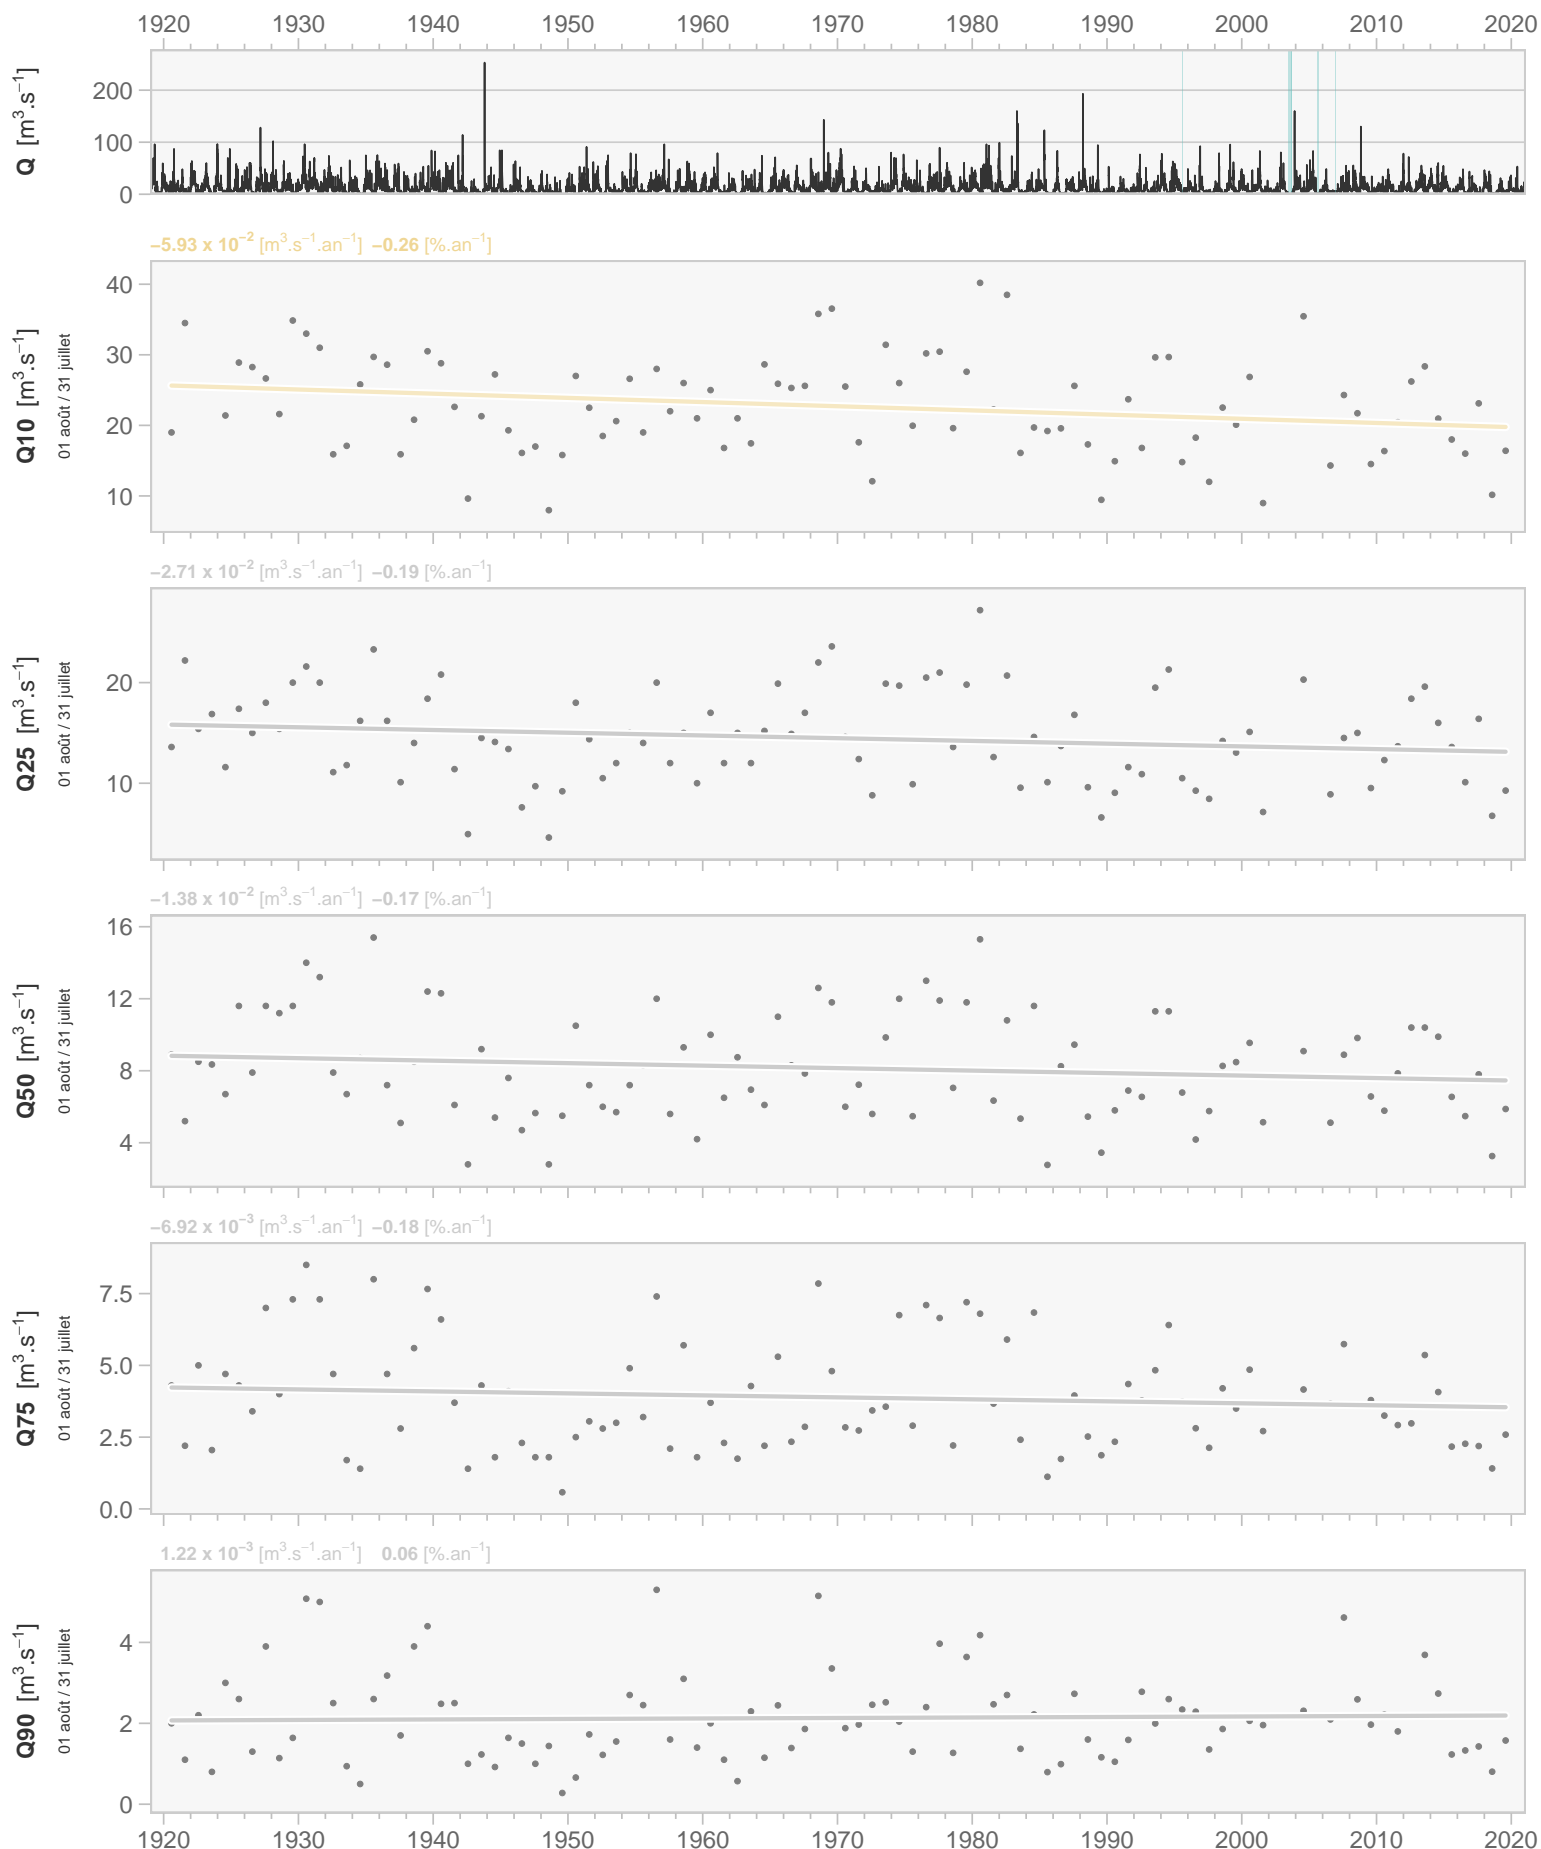 1920 1930 1940 1950 1960 1970 1980 1990 2000 2010 2020
Q [m³.s⁻¹]
200
100
0
−5.93 x 10⁻² [m³.s⁻¹.an⁻¹] −0.26 [%.an⁻¹]
Q10 [m³.s⁻¹]
01 août / 31 juillet
40
30
20
10
−2.71 x 10⁻² [m³.s⁻¹.an⁻¹] −0.19 [%.an⁻¹]
Q25 [m³.s⁻¹]
01 août / 31 juillet
20
10
−1.38 x 10⁻² [m³.s⁻¹.an⁻¹] −0.17 [%.an⁻¹]
Q50 [m³.s⁻¹]
01 août / 31 juillet
16
12
8
4
−6.92 x 10⁻³ [m³.s⁻¹.an⁻¹] −0.18 [%.an⁻¹]
Q75 [m³.s⁻¹]
01 août / 31 juillet
7.5
5.0
2.5
0.0
1.22 x 10⁻³ [m³.s⁻¹.an⁻¹] 0.06 [%.an⁻¹]
Q90 [m³.s⁻¹]
01 août / 31 juillet
4
2
0
1920 1930 1940 1950 1960 1970 1980 1990 2000 2010 2020